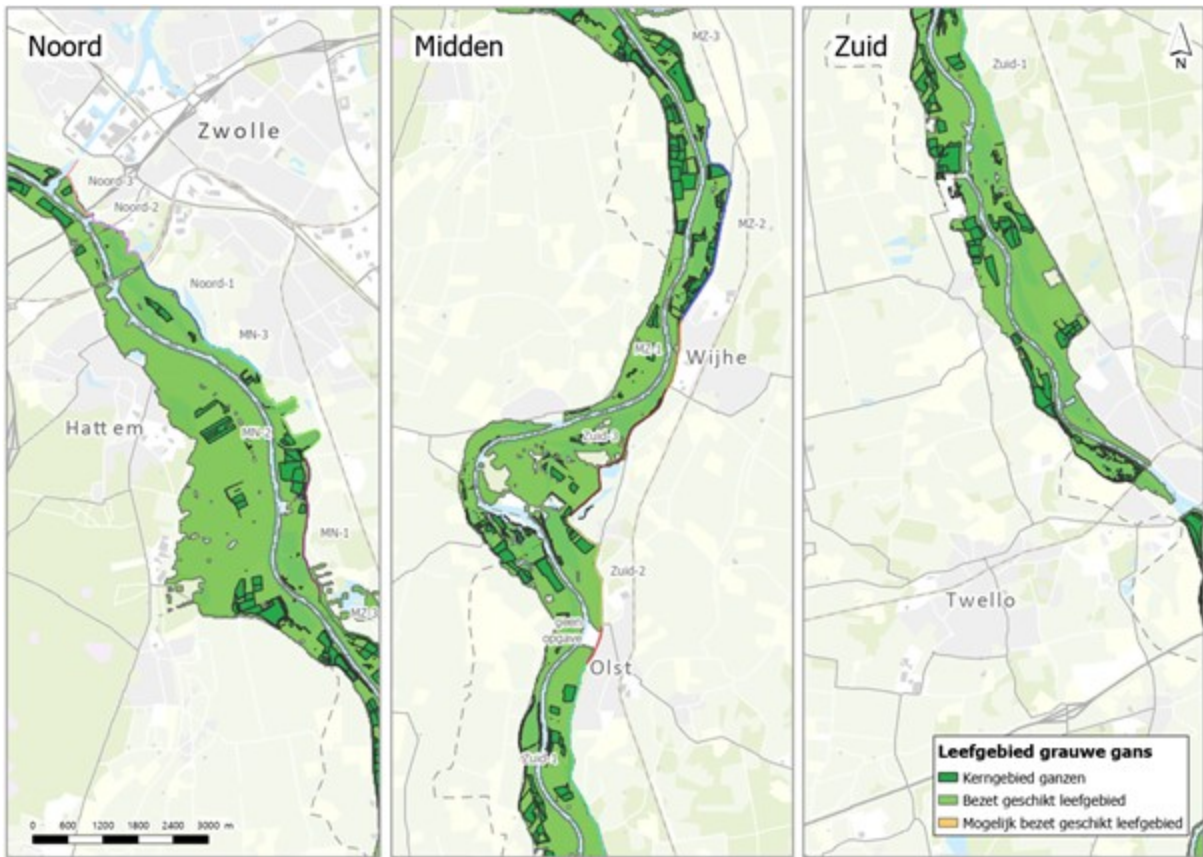 Noord
Zwolle
Noord-3
Noord-2
Noord-1
MN-3
Hattem
MN-2
MN-1
MZ-3
0 600 1200 1800 2400 3000 m
Midden
MZ-3
MZ-2
MZ-1
Wijhe
Zuid-3
Zuid-2
geen
opgave
Olst
Zuid-1
Zuid
N
Zuid-1
Twello
Leefgebied grauwe gans
Kerngebied ganzen
Bezet geschikt leefgebied
Mogelijk bezet geschikt leefgebied